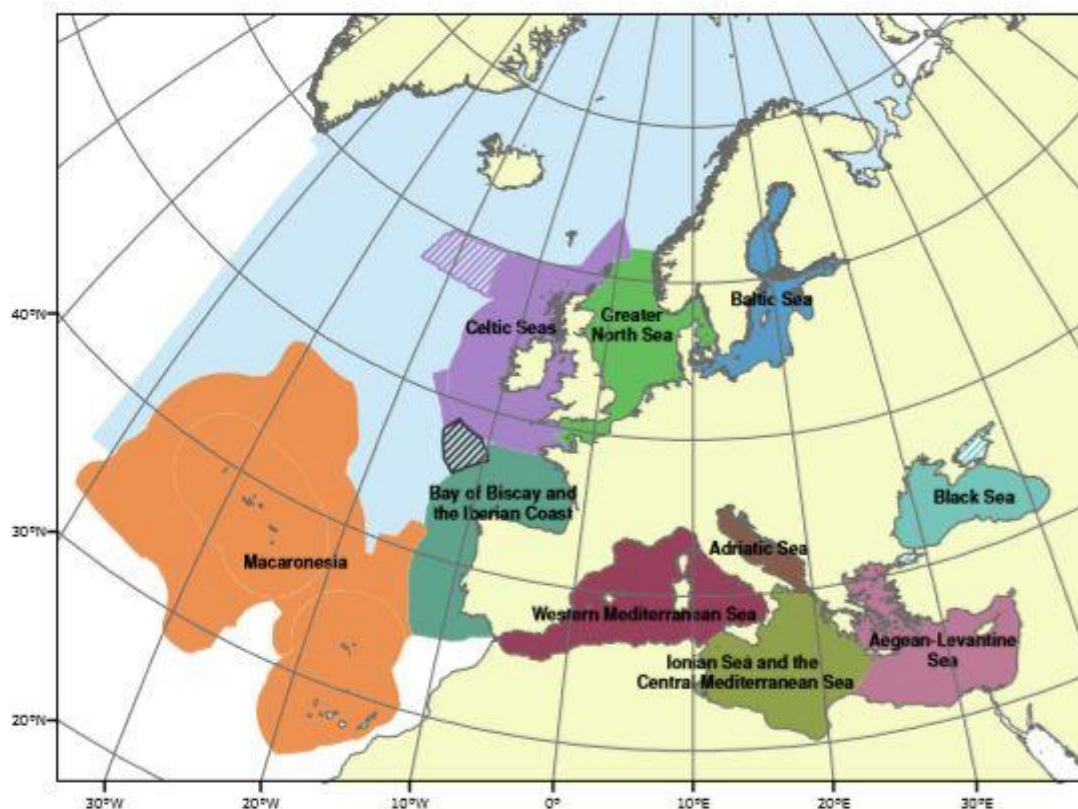 Celtic Seas
Greater
North Sea
Baltic Sea
40°N
Bay of Biscay and
the Iberian Coast
Black Sea
30°N
Macaronesia
Adriatic Sea
Western Mediterranean Sea
Aegean-Levantine
Sea
Ionian Sea and the
Central Mediterranean Sea
20°N
30°W
20°W
10°W
0°
10°E
20°E
30°E